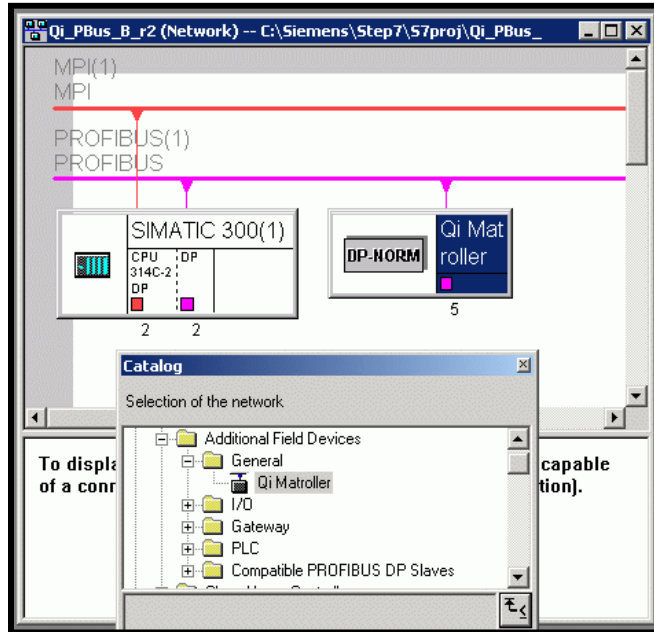 Qi_PBus_B_r2 (Network) -- C:\Siemens\Step7\S7proj\Qi_PBus_
MPI(1)
MPI
PROFIBUS(1)
PROFIBUS
SIMATIC 300(1)
CPU
314C-2
DP
DP
2
2
DP-NORM
Qi Mat
roller
5
Catalog
Selection of the network
Additional Field Devices
General
Qi Matroller
I/O
Gateway
PLC
Compatible PROFIBUS DP Slaves
To displa
capable
of a conn
tion).